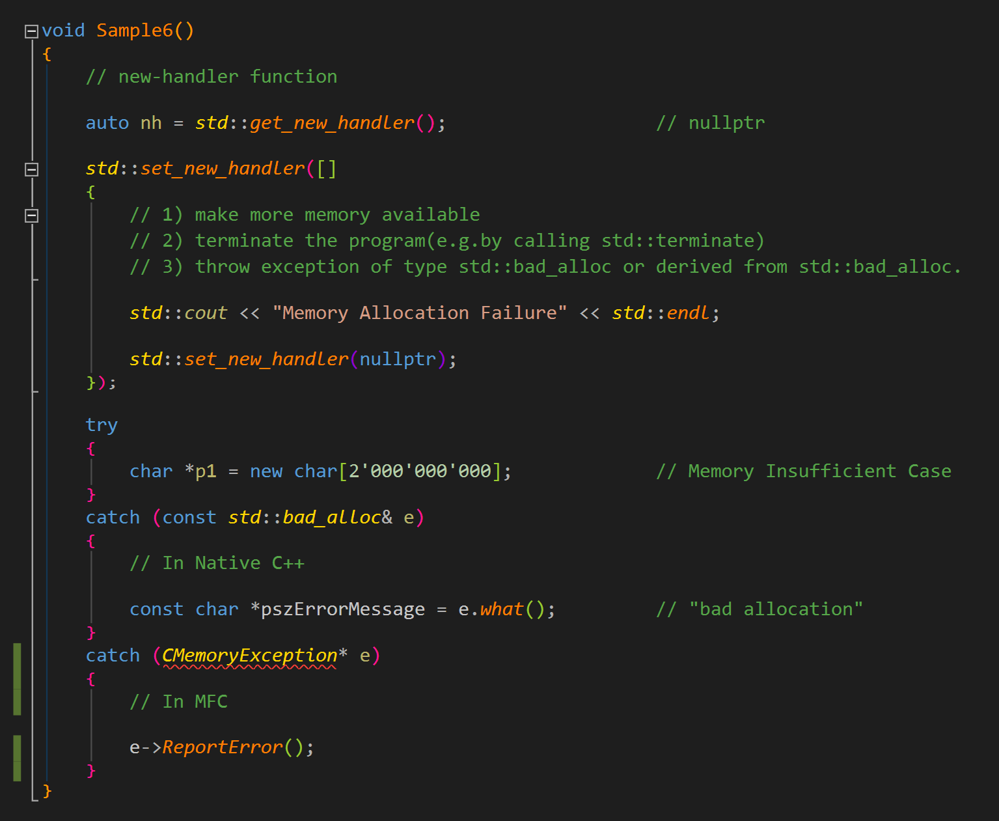 void Sample6()
{
// new-handler function
auto nh = std::get_new_handler(); // nullptr
std::set_new_handler([]
{
// 1) make more memory available
// 2) terminate the program(e.g.by calling std::terminate)
// 3) throw exception of type std::bad_alloc or derived from std::bad_alloc.
std::cout << "Memory Allocation Failure" << std::endl;
std::set_new_handler(nullptr);
});
try
{
char *p1 = new char[2'000'000'000]; // Memory Insufficient Case
}
catch (const std::bad_alloc& e)
{
// In Native C++
const char *pszErrorMessage = e.what(); // "bad allocation"
}
catch (CMemoryException* e)
{
// In MFC
e->ReportError();
}
}